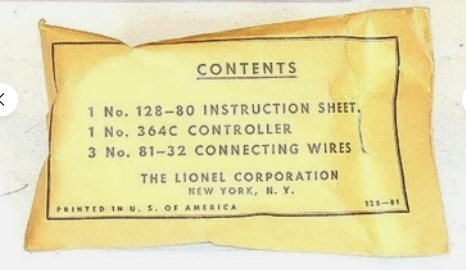 CONTENTS
1 No. 128-80 INSTRUCTION SHEET.
1 No. 364C CONTROLLER
3 No. 81-32 CONNECTING WIRES
THE LIONEL CORPORATION
NEW YORK, N. Y.
PRINTED IN U. S. OF AMERICA
128-81